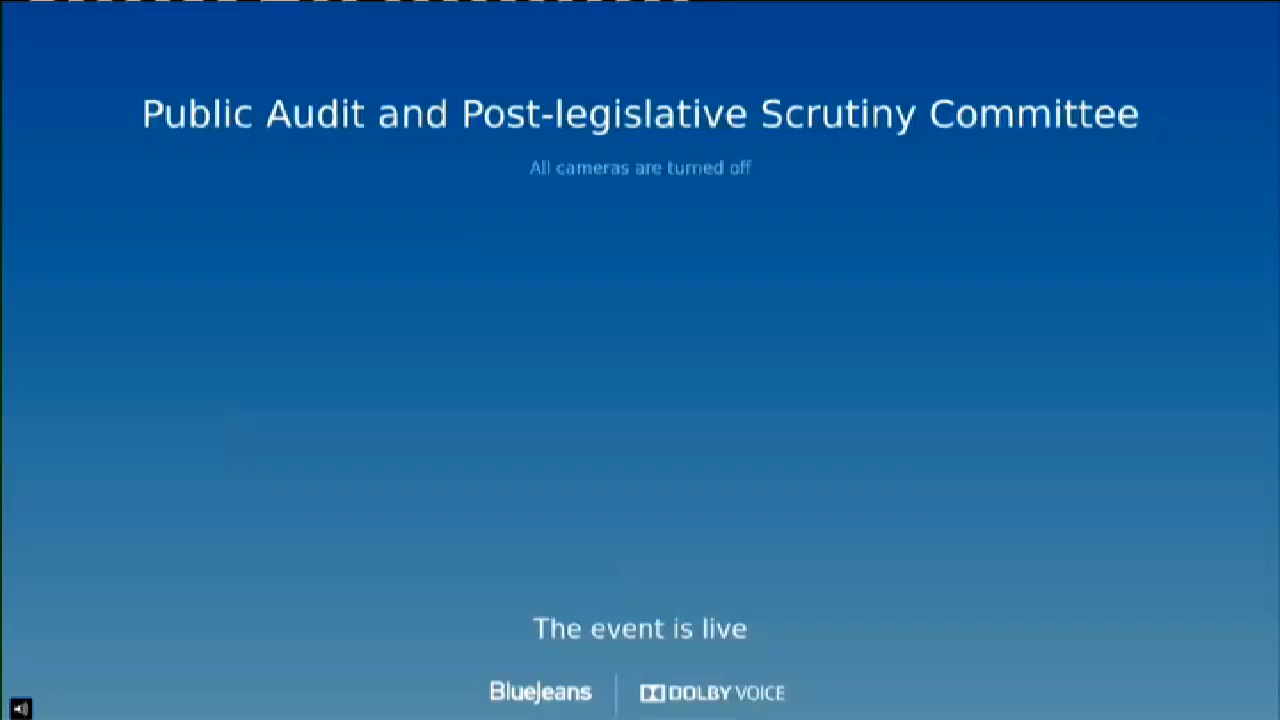 Public Audit and Post-legislative Scrutiny Committee
All cameras are turned off
The event is live
BlueJeans
DOLBY VOICE